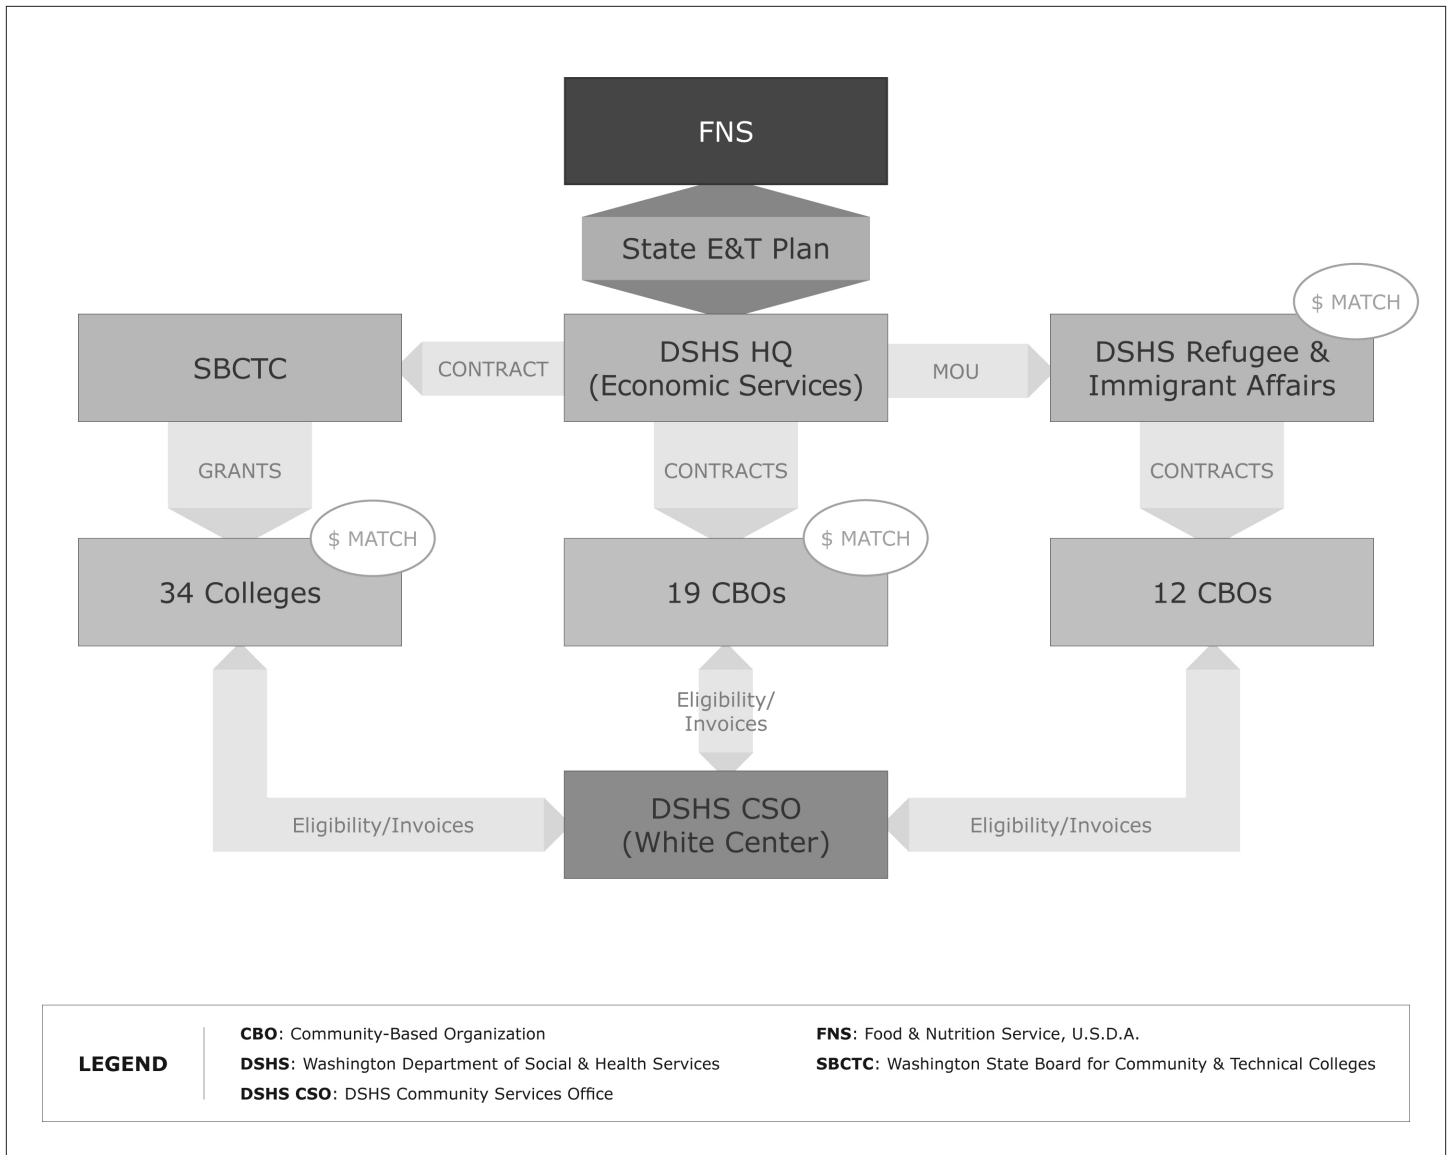 FNS
State E&T Plan
$ MATCH
SBCTC
CONTRACT
DSHS HQ
(Economic Services)
MOU
DSHS Refugee &
Immigrant Affairs
GRANTS
CONTRACTS
CONTRACTS
$ MATCH
$ MATCH
34 Colleges
19 CBOs
12 CBOs
Eligibility/
Invoices
Eligibility/Invoices
DSHS CSO
(White Center)
Eligibility/Invoices
LEGEND
CBO: Community-Based Organization
DSHS: Washington Department of Social & Health Services
DSHS CSO: DSHS Community Services Office
FNS: Food & Nutrition Service, U.S.D.A.
SBCTC: Washington State Board for Community & Technical Colleges